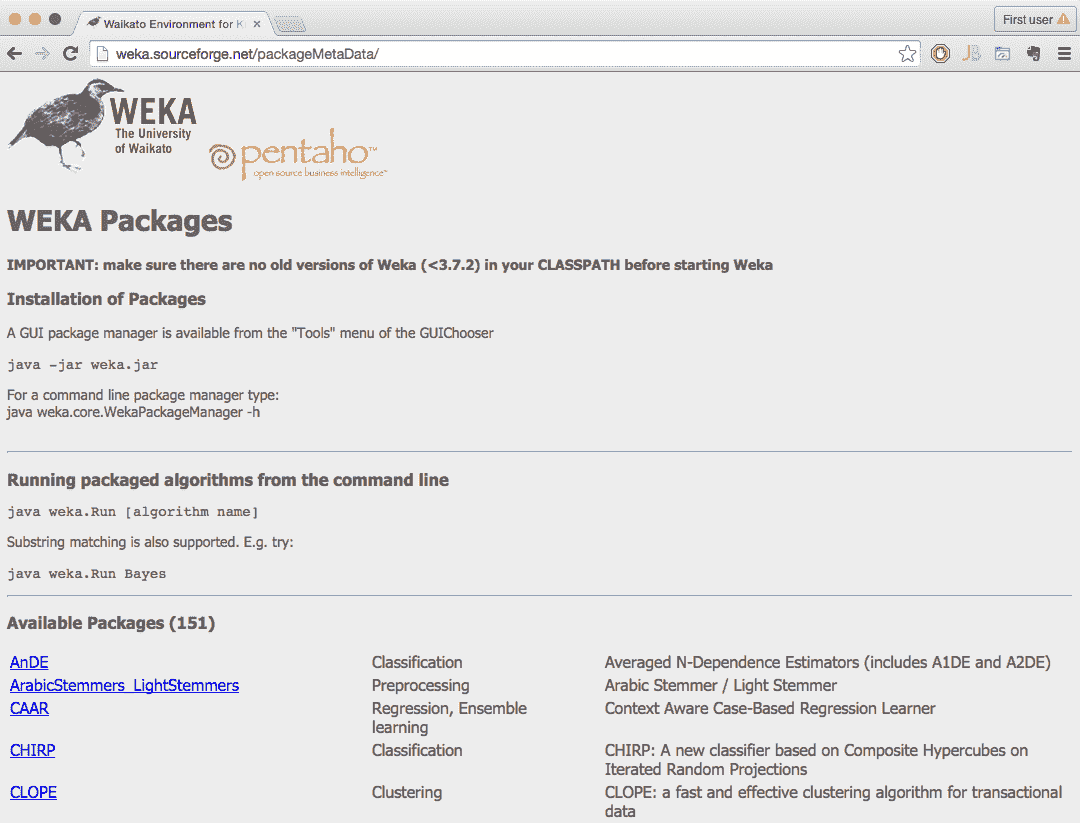 Waikato Environment for K
First user
weka.sourceforge.net/packageMetaData/
JB
WEKA
The University
of Waikato
pentaho™
open source business intelligence™
WEKA Packages
IMPORTANT: make sure there are no old versions of Weka (<3.7.2) in your CLASSPATH before starting Weka
Installation of Packages
A GUI package manager is available from the "Tools" menu of the GUIChooser
java -jar weka.jar
For a command line package manager type:
java weka.core.WekaPackageManager -h
Running packaged algorithms from the command line
java weka.Run [algorithm name]
Substring matching is also supported. E.g. try:
java weka.Run Bayes
Available Packages (151)
AnDE Classification Averaged N-Dependence Estimators (includes A1DE and A2DE)
ArabicStemmers_LightStemmers Preprocessing Arabic Stemmer / Light Stemmer
CAAR Regression, Ensemble Context Aware Case-Based Regression Learner
learning
CHIRP Classification CHIRP: A new classifier based on Composite Hypercubes on
Iterated Random Projections
CLOPE Clustering CLOPE: a fast and effective clustering algorithm for transactional
data